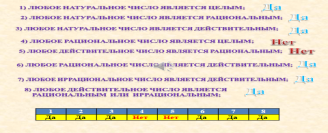 1) ЛЮБОЕ НАТУРАЛЬНОЕ ЧИСЛО ЯВЛЯЕТСЯ ЦЕЛЫМ; Да
2) ЛЮБОЕ НАТУРАЛЬНОЕ ЧИСЛО ЯВЛЯЕТСЯ РАЦИОНАЛЬНЫМ; Да
3) ЛЮБОЕ НАТУРАЛЬНОЕ ЧИСЛО ЯВЛЯЕТСЯ ДЕЙСТВИТЕЛЬНЫМ; Да
4) ЛЮБОЕ РАЦИОНАЛЬНОЕ ЧИСЛО ЯВЛЯЕТСЯ ЦЕЛЫМ; Нет
5) ЛЮБОЕ ДЕЙСТВИТЕЛЬНОЕ ЧИСЛО ЯВЛЯЕТСЯ РАЦИОНАЛЬНЫМ; Нет
6) ЛЮБОЕ РАЦИОНАЛЬНОЕ ЧИСЛО ЯВЛЯЕТСЯ ДЕЙСТВИТЕЛЬНЫМ; Да
7) ЛЮБОЕ ИРРАЦИОНАЛЬНОЕ ЧИСЛО ЯВЛЯЕТСЯ ДЕЙСТВИТЕЛЬНЫМ; Да
8) ЛЮБОЕ ДЕЙСТВИТЕЛЬНОЕ ЧИСЛО ЯВЛЯЕТСЯ
РАЦИОНАЛЬНЫМ ИЛИ ИРРАЦИОНАЛЬНЫМ; Да
1 2 3 4 5 6 7 8
Да Да Да Нет Нет Да Да Да